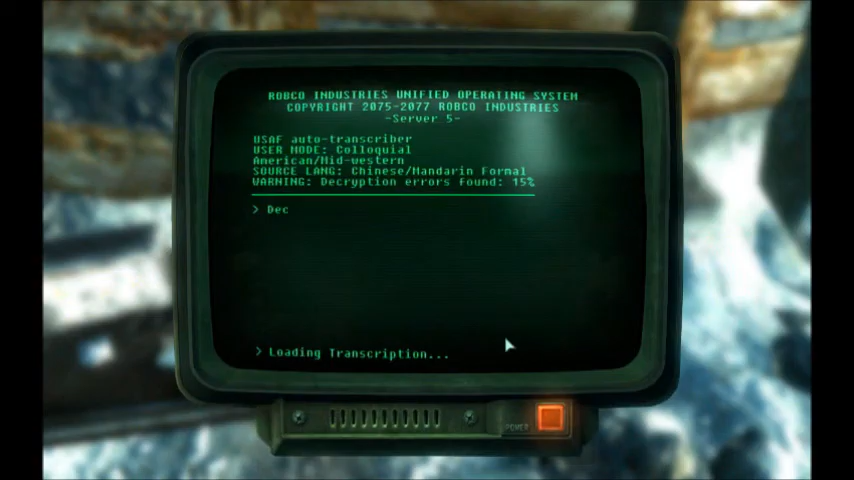 ROBCO INDUSTRIES UNIFIED OPERATING SYSTEM
COPYRIGHT 2075-2077 ROBCO INDUSTRIES
-Server 5-
USAF auto-transcriber
USER MODE: Colloquial
American/Mid-western
SOURCE LANG: Chinese/Mandarin Formal
WARNING: Decryption errors found: 15%
> Dec
> Loading Transcription...
POWER